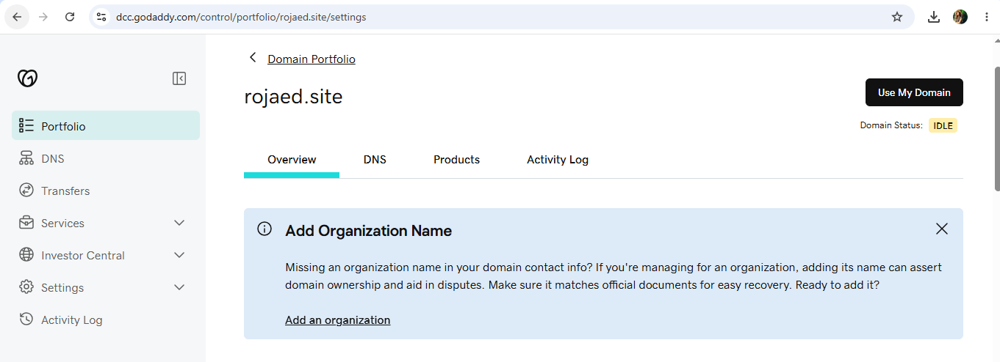 dcc.godaddy.com/control/portfolio/rojaed.site/settings
Domain Portfolio
rojaed.site
Use My Domain
Domain Status: IDLE
Portfolio
DNS
Transfers
Services
Investor Central
Settings
Activity Log
Overview
DNS
Products
Activity Log
Add Organization Name
Missing an organization name in your domain contact info? If you're managing for an organization, adding its name can assert
domain ownership and aid in disputes. Make sure it matches official documents for easy recovery. Ready to add it?
Add an organization